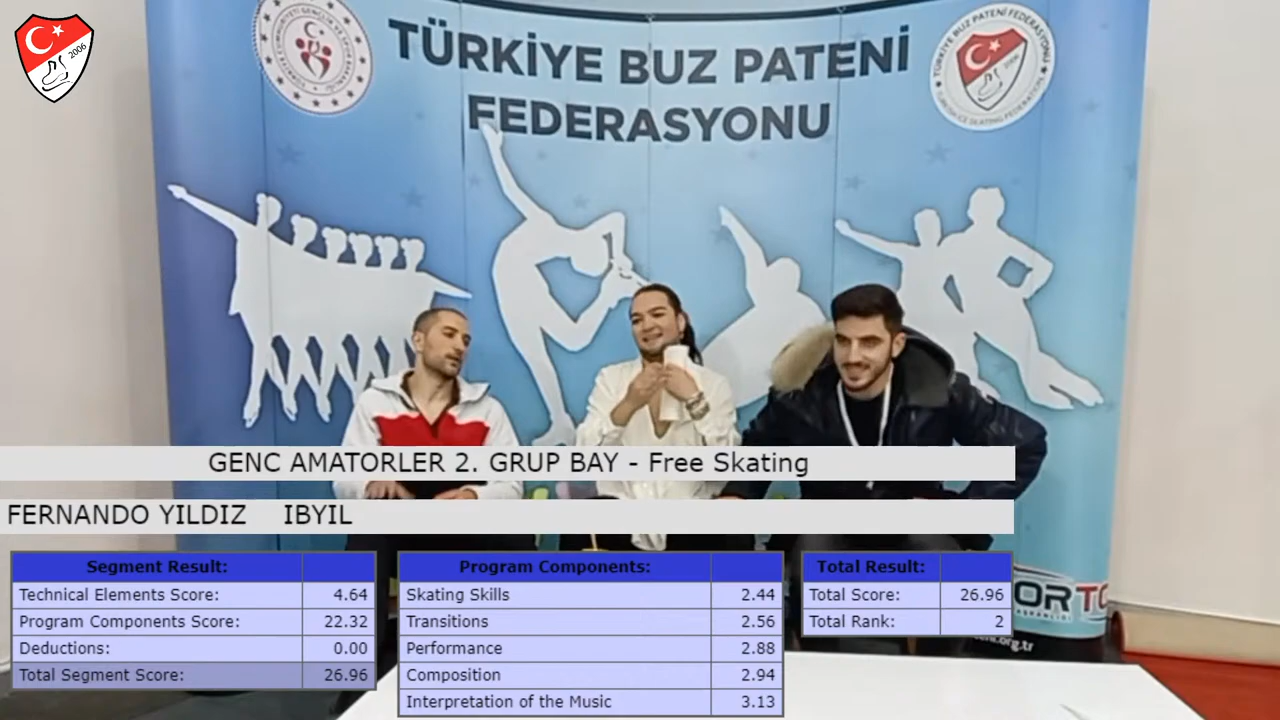 2006
TÜRKİYE BUZ PATENİ
FEDERASYONU
GENC AMATORLER 2. GRUP BAY - Free Skating
FERNANDO YILDIZ IBYIL
Segment Result:
Technical Elements Score: 4.64
Program Components Score: 22.32
Deductions: 0.00
Total Segment Score: 26.96
Program Components:
Skating Skills 2.44
Transitions 2.56
Performance 2.88
Composition 2.94
Interpretation of the Music 3.13
Total Result:
Total Score: 26.96
Total Rank: 2